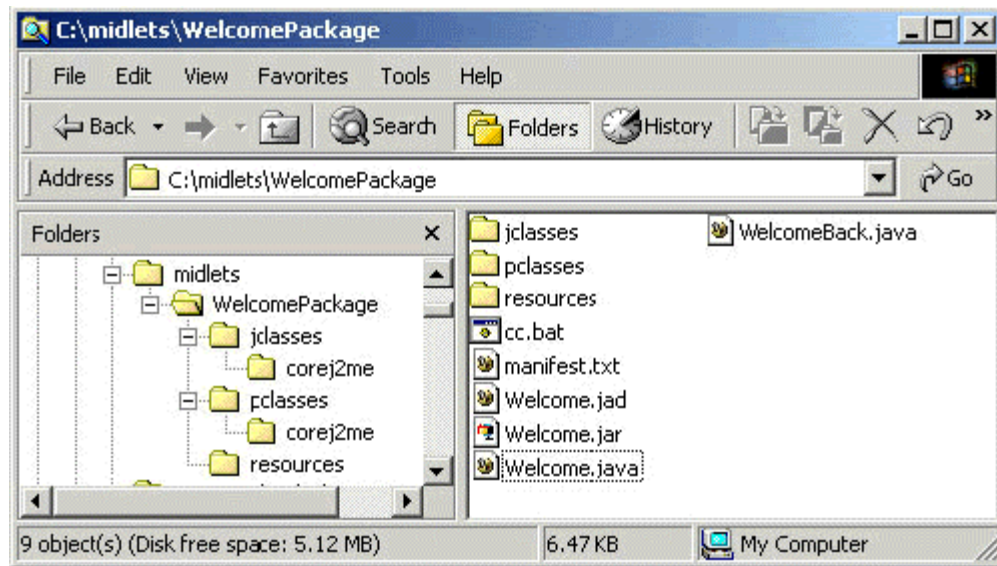 C:\midlets\WelcomePackage
File Edit View Favorites Tools Help
Back Search Folders History »
Address C:\midlets\WelcomePackage Go
Folders
midlets
WelcomePackage
jclasses
corej2me
pclasses
corej2me
resources
jclasses
pclasses
resources
cc.bat
manifest.txt
Welcome.jad
Welcome.jar
Welcome.java
WelcomeBack.java
9 object(s) (Disk free space: 5.12 MB) 6.47 KB My Computer